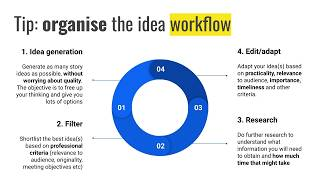 Tip: organise the idea workflow
1. Idea generation
Generate as many story
ideas as possible, without
worrying about quality.
The objective is to free up
your thinking and give you
lots of options
2. Filter
Shortlist the best idea(s)
based on professional
criteria (relevance to
audience, originality,
meeting objectives etc)
01
02
03
04
4. Edit/adapt
Adapt your idea(s) based
on practicality, relevance
to audience, importance,
timeliness and other
criteria.
3. Research
Do further research to
understand what
information you will need
to obtain and how much
time that might take